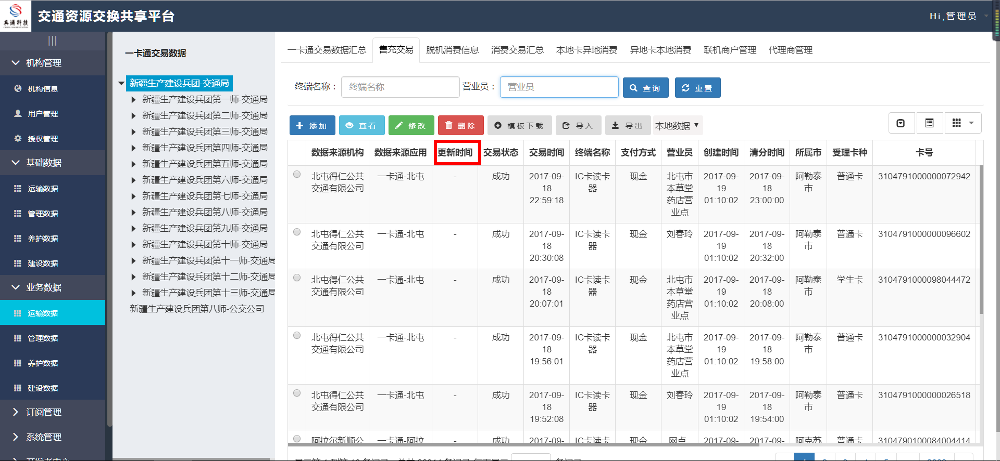 兵通科技
交通资源交换共享平台
Hi,管理员
机构管理
机构信息
用户管理
授权管理
基础数据
运输数据
管理数据
养护数据
建设数据
业务数据
运输数据
管理数据
养护数据
建设数据
订阅管理
系统管理
开发者中心
一卡通交易数据
新疆生产建设兵团-交通局
新疆生产建设兵团第一师-交通局
新疆生产建设兵团第二师-交通局
新疆生产建设兵团第三师-交通局
新疆生产建设兵团第四师-交通局
新疆生产建设兵团第五师-交通局
新疆生产建设兵团第六师-交通局
新疆生产建设兵团第七师-交通局
新疆生产建设兵团第八师-交通局
新疆生产建设兵团第九师-交通局
新疆生产建设兵团第十师-交通局
新疆生产建设兵团第十一师-交通局
新疆生产建设兵团第十二师-交通局
新疆生产建设兵团第十三师-交通局
新疆生产建设兵团第八师-公交公司
一卡通交易数据汇总 售充交易 脱机消费信息 消费交易汇总 本地卡异地消费 异地卡本地消费 联机商户管理 代理商管理
终端名称： 终端名称 营业员： 营业员 查询 重置
添加 查看 修改 删除 模板下载 导入 导出 本地数据
数据来源机构 数据来源应用 更新时间 交易状态 交易时间 终端名称 支付方式 营业员 创建时间 清分时间 所属市 受理卡种 卡号
北屯得仁公共 一卡通-北屯 - 成功 2017-09- IC卡读卡 现金 北屯市 2017-09- 2017-09- 阿勒泰 普通卡 3104791000000072942
交通有限公司 18 器 本草堂 19 18 市
22:59:18 药店营 01:10:02 23:00:00
业点
北屯得仁公共 一卡通-北屯 - 成功 2017-09- IC卡读卡 现金 刘春玲 2017-09- 2017-09- 阿勒泰 普通卡 3104791000000096602
交通有限公司 18 器 19 18 市
20:30:08 01:10:02 20:32:00
北屯得仁公共 一卡通-北屯 - 成功 2017-09- IC卡读卡 现金 北屯市 2017-09- 2017-09- 阿勒泰 学生卡 3104791000098044472
交通有限公司 18 器 本草堂 19 18 市
20:07:01 药店营 01:10:02 20:08:00
业点
北屯得仁公共 一卡通-北屯 - 成功 2017-09- IC卡读卡 现金 北屯市 2017-09- 2017-09- 阿勒泰 普通卡 3104791000000032904
交通有限公司 18 器 本草堂 19 18 市
19:56:01 药店营 01:10:02 19:58:00
业点
北屯得仁公共 一卡通-北屯 - 成功 2017-09- IC卡读卡 现金 刘春玲 2017-09- 2017-09- 阿勒泰 普通卡 3104791000000026518
交通有限公司 18 器 19 18 市
19:52:08 01:10:02 19:54:00
阿拉尔新顺公 一卡通-阿拉 - 成功 2017-09- IC卡读卡 现金 网点 2017-09- 2017-09- 阿克苏 普通卡 3104790100084004414